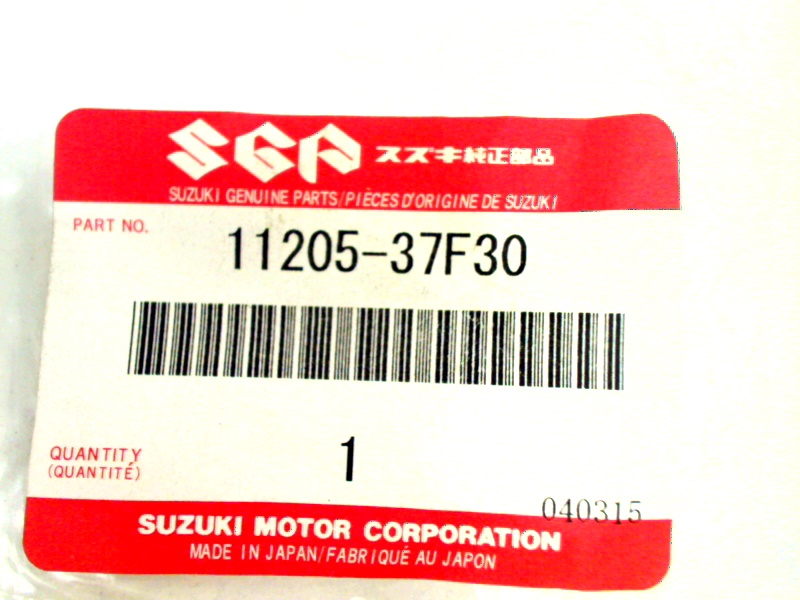 SGP スズキ純正部品
SUZUKI GENUINE PARTS/PIÈCES D'ORIGINE DE SUZUKI
PART NO.
11205-37F30
QUANTITY
(QUANTITÉ)
1
040315
SUZUKI MOTOR CORPORATION
MADE IN JAPAN/FABRIQUÉ AU JAPON